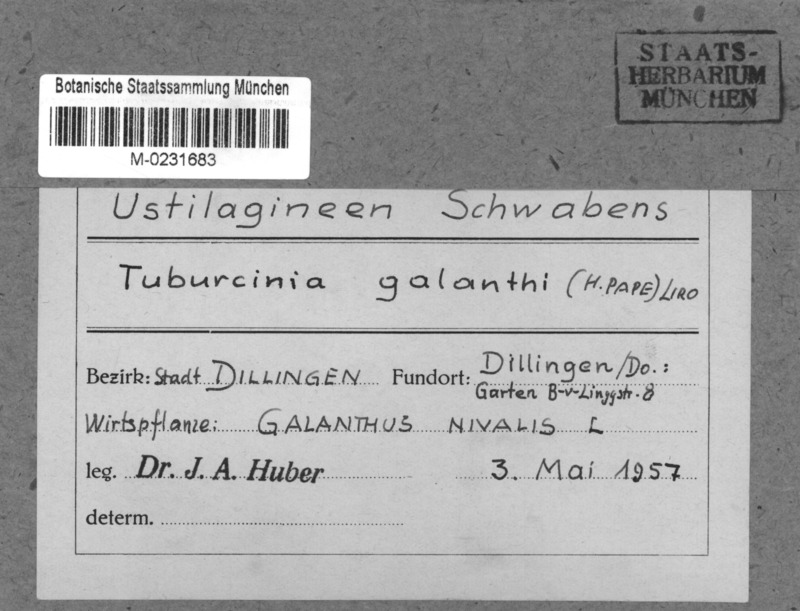 STAATS-
HERBARIUM
MÜNCHEN
Botanische Staatssammlung München
M-0231683
Ustilagineen Schwabens
Tuburcinia galanthi (H. PAPE) LIRO
Bezirk: Stadt DILLINGEN Fundort: Dillingen/Do.:
Garten B-v-Linggstr. 8
Wirtspflanze: GALANTHUS NIVALIS L
leg. Dr. J. A. Huber 3. Mai 1957
determ.